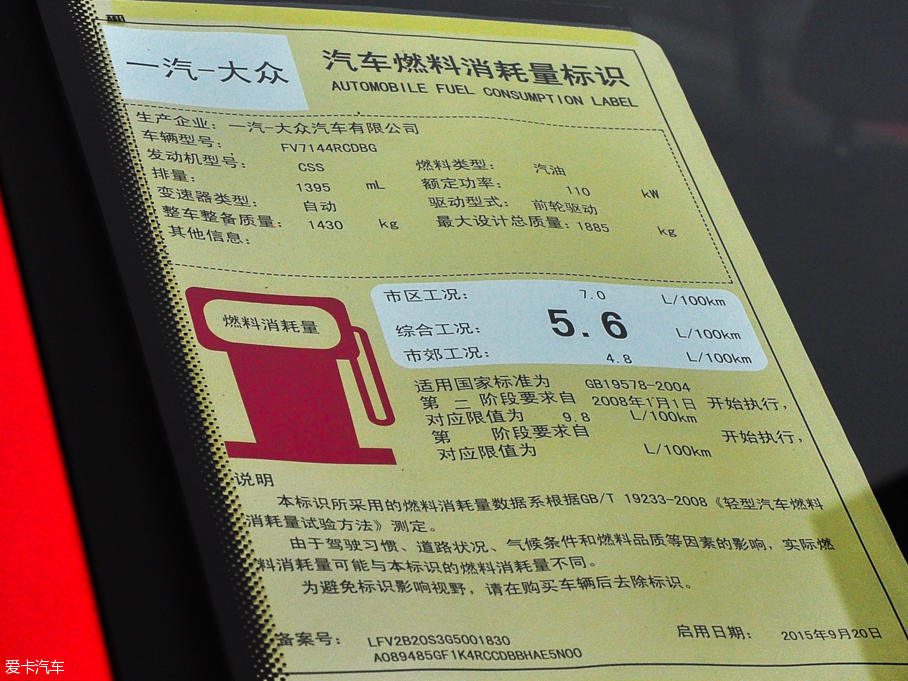 一汽-大众
汽车燃料消耗量标识
AUTOMOBILE FUEL CONSUMPTION LABEL
生产企业: 一汽-大众汽车有限公司
车辆型号: FV7144RCDBG
发动机型号: CSS 燃料类型: 汽油
排量: 1395 mL 额定功率: 110 kW
变速器类型: 自动 驱动型式: 前轮驱动
整车整备质量: 1430 kg 最大设计总质量: 1885 kg
其他信息:
燃料消耗量
市区工况: 7.0 L/100km
综合工况: 5.6 L/100km
市郊工况: 4.8 L/100km
适用国家标准为 GB19578-2004
第 二 阶段要求自 2008年1月1日 开始执行,
对应限值为 9.8 L/100km
第 阶段要求自 开始执行,
对应限值为 L/100km
说明
本标识所采用的燃料消耗量数据系根据GB/T 19233-2008《轻型汽车燃料
消耗量试验方法》测定。
由于驾驶习惯、道路状况、气候条件和燃料品质等因素的影响,实际燃
料消耗量可能与本标识的燃料消耗量不同。
为避免标识影响视野,请在购买车辆后去除标识。
备案号: LFV2B20S3G5001830 启用日期: 2015年9月20日
A089485GF1K4RCCDBBHAE5N00
爱卡汽车